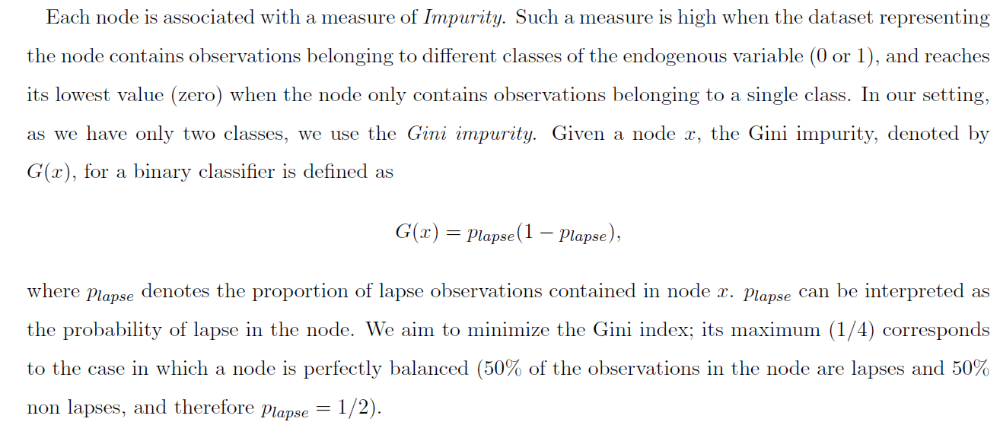 Each node is associated with a measure of Impurity. Such a measure is high when the dataset representing
the node contains observations belonging to different classes of the endogenous variable (0 or 1), and reaches
its lowest value (zero) when the node only contains observations belonging to a single class. In our setting,
as we have only two classes, we use the Gini impurity. Given a node x, the Gini impurity, denoted by
G(x), for a binary classifier is defined as
G(x) = p_{lapse}(1 − p_{lapse}),
where p_{lapse} denotes the proportion of lapse observations contained in node x. p_{lapse} can be interpreted as
the probability of lapse in the node. We aim to minimize the Gini index; its maximum (1/4) corresponds
to the case in which a node is perfectly balanced (50% of the observations in the node are lapses and 50%
non lapses, and therefore p_{lapse} = 1/2).